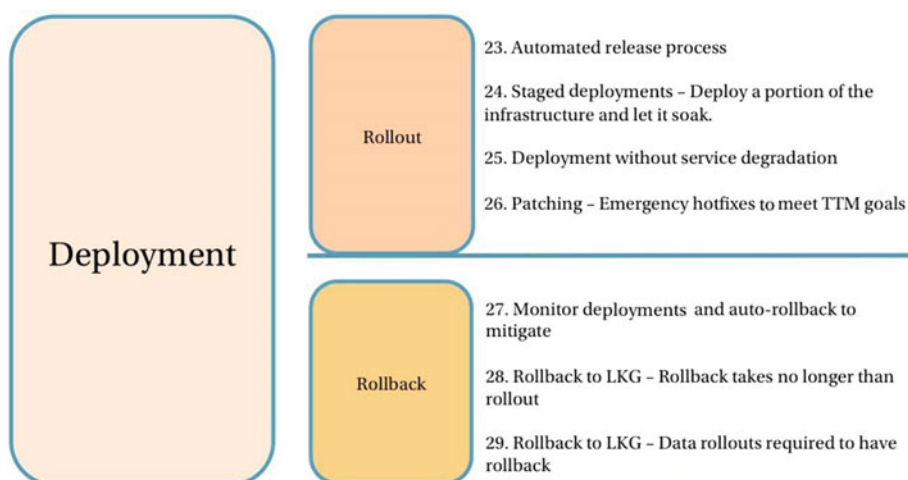 Deployment
Rollout
23. Automated release process
24. Staged deployments – Deploy a portion of the
infrastructure and let it soak.
25. Deployment without service degradation
26. Patching – Emergency hotfixes to meet TTM goals
Rollback
27. Monitor deployments and auto-rollback to
mitigate
28. Rollback to LKG – Rollback takes no longer than
rollout
29. Rollback to LKG – Data rollouts required to have
rollback